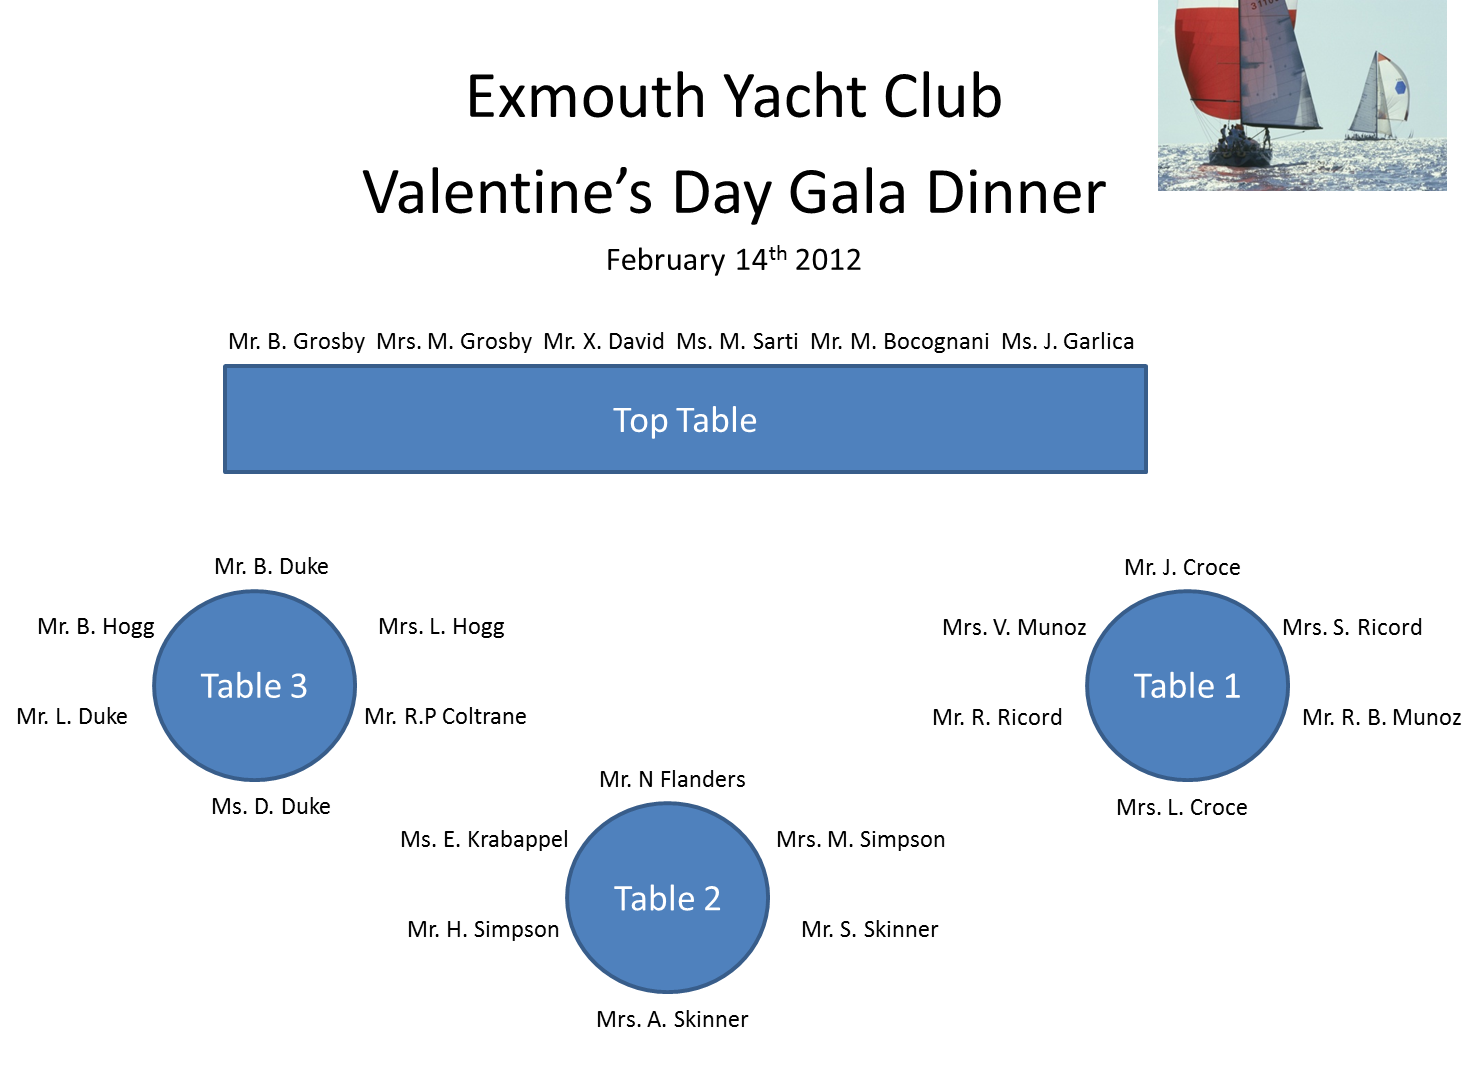 Exmouth Yacht Club
Valentine’s Day Gala Dinner
February 14th 2012
Mr. B. Grosby Mrs. M. Grosby Mr. X. David Ms. M. Sarti Mr. M. Bocognani Ms. J. Garlica
Top Table
Mr. B. Duke
Mr. B. Hogg
Mrs. L. Hogg
Table 3
Mr. L. Duke
Mr. R.P Coltrane
Ms. D. Duke
Mr. J. Croce
Mrs. V. Munoz
Mrs. S. Ricord
Table 1
Mr. R. Ricord
Mr. R. B. Munoz
Mrs. L. Croce
Mr. N Flanders
Ms. E. Krabappel
Mrs. M. Simpson
Table 2
Mr. H. Simpson
Mr. S. Skinner
Mrs. A. Skinner